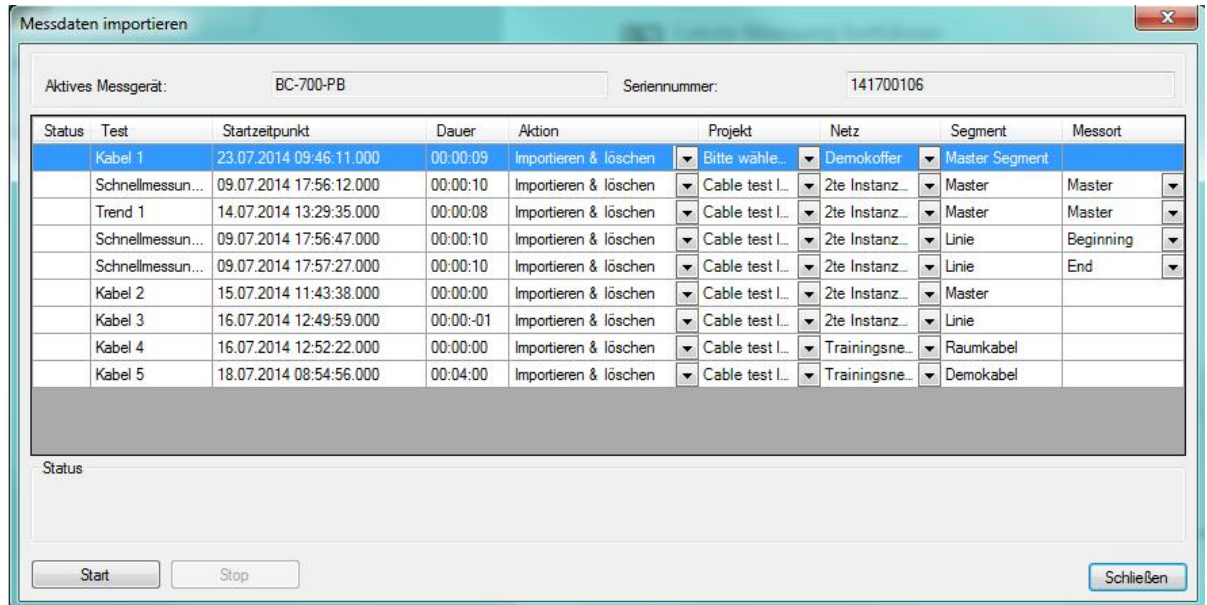 Messdaten importieren
Aktives Messgerät: BC-700-PB Seriennummer: 141700106
Status Test Startzeitpunkt Dauer Aktion Projekt Netz Segment Messort
Kabel 1 23.07.2014 09:46:11.000 00:00:09 Importieren & löschen Bitte wähle... Demokoffer Master Segment
Schnellmessun... 09.07.2014 17:56:12.000 00:00:10 Importieren & löschen Cable test I... 2te Instanz... Master Master
Trend 1 14.07.2014 13:29:35.000 00:00:08 Importieren & löschen Cable test I... 2te Instanz... Master Master
Schnellmessun... 09.07.2014 17:56:47.000 00:00:10 Importieren & löschen Cable test I... 2te Instanz... Linie Beginning
Schnellmessun... 09.07.2014 17:57:27.000 00:00:10 Importieren & löschen Cable test I... 2te Instanz... Linie End
Kabel 2 15.07.2014 11:43:38.000 00:00:00 Importieren & löschen Cable test I... 2te Instanz... Master
Kabel 3 16.07.2014 12:49:59.000 00:00:-01 Importieren & löschen Cable test I... 2te Instanz... Linie
Kabel 4 16.07.2014 12:52:22.000 00:00:00 Importieren & löschen Cable test I... Trainingsne... Raumkabel
Kabel 5 18.07.2014 08:54:56.000 00:04:00 Importieren & löschen Cable test I... Trainingsne... Demokabel
Status
Start Stop Schließen